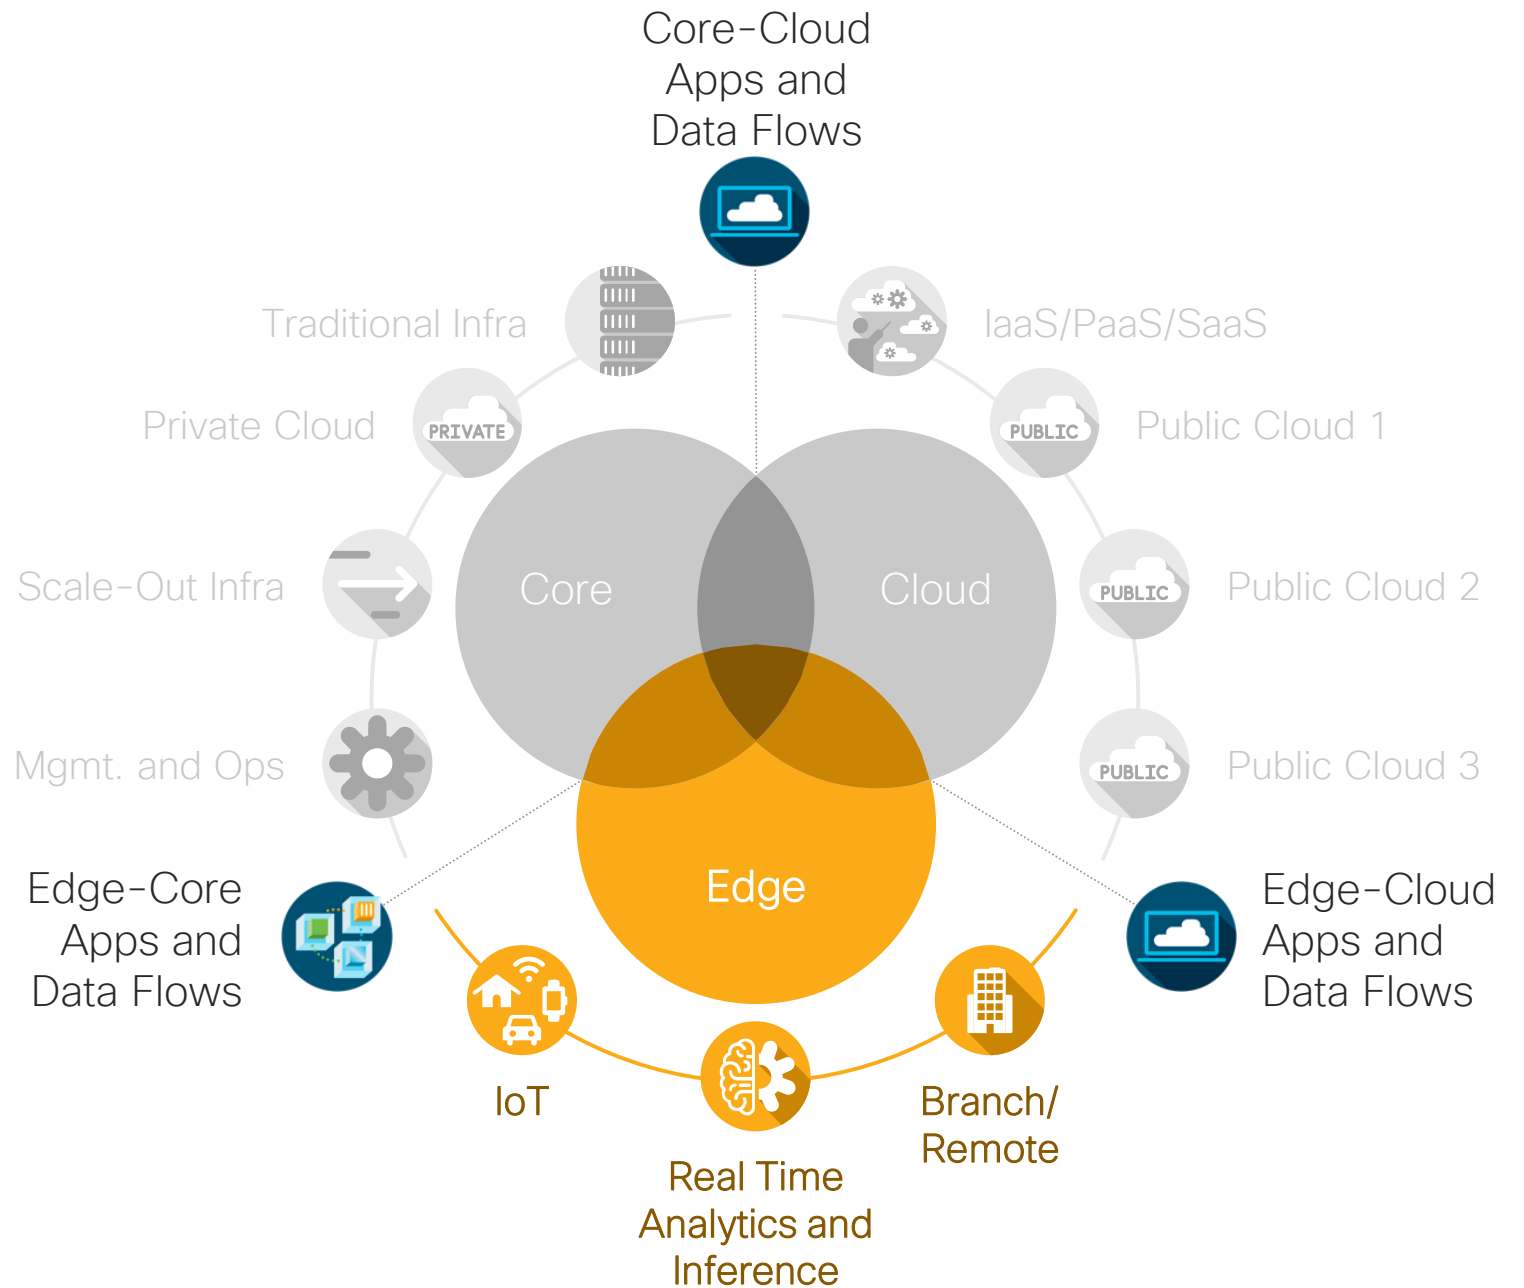 Core-Cloud
Apps and
Data Flows
Traditional Infra
IaaS/PaaS/SaaS
Private Cloud
PRIVATE
PUBLIC
Public Cloud 1
Scale-Out Infra
Core
Cloud
PUBLIC
Public Cloud 2
Mgmt. and Ops
PUBLIC
Public Cloud 3
Edge-Core
Apps and
Data Flows
Edge
Edge-Cloud
Apps and
Data Flows
IoT
Branch/
Remote
Real Time
Analytics and
Inference